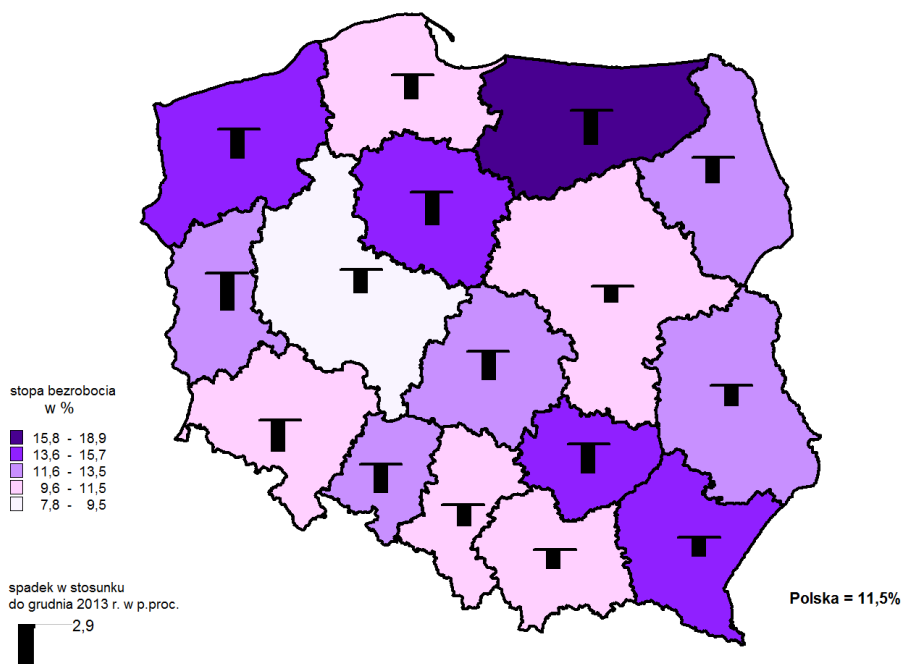 stopa bezrobocia
w %
15,8 - 18,9
13,6 - 15,7
11,6 - 13,5
9,6 - 11,5
7,8 - 9,5
spadek w stosunku
do grudnia 2013 r. w p.proc.
2,9
Polska = 11,5%